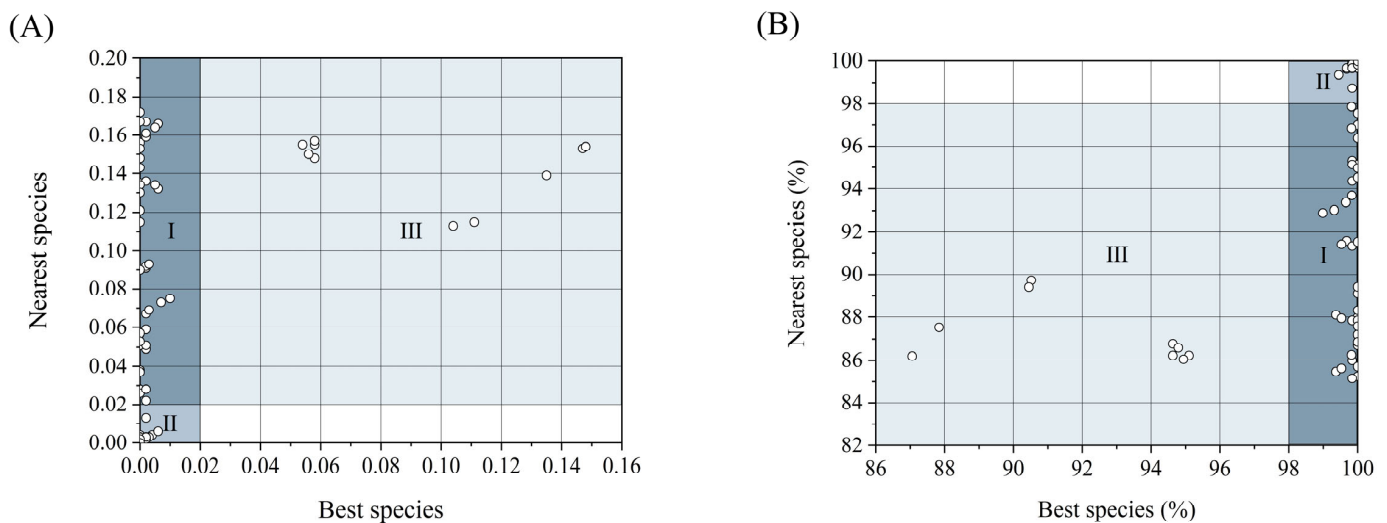 (A)
0.20
0.18
0.16
0.14
0.12
0.10
0.08
0.06
0.04
0.02
0.00
0.00 0.02 0.04 0.06 0.08 0.10 0.12 0.14 0.16
Nearest species
Best species
I
II
III
(B)
100
98
96
94
92
90
88
86
84
82
86 88 90 92 94 96 98 100
Nearest species (%)
Best species (%)
II
I
III